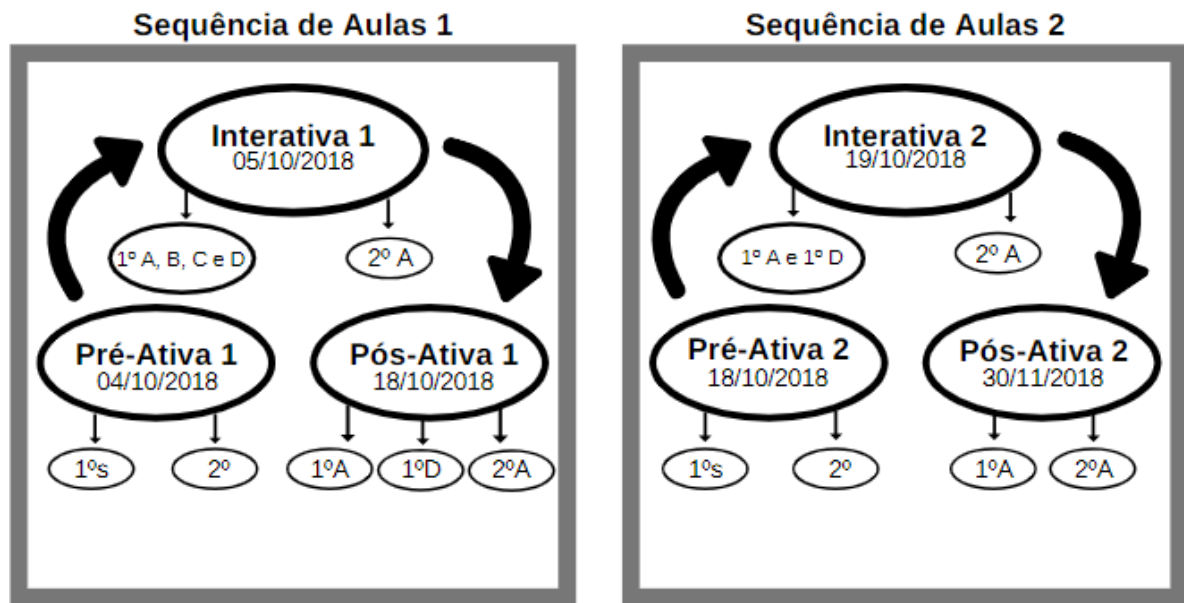 Sequência de Aulas 1
Interativa 1
05/10/2018
1º A, B, C e D
2º A
Pré-Ativa 1
04/10/2018
Pós-Ativa 1
18/10/2018
1ºs
2º
1ºA
1ºD
2ºA
Sequência de Aulas 2
Interativa 2
19/10/2018
1º A e 1º D
2º A
Pré-Ativa 2
18/10/2018
Pós-Ativa 2
30/11/2018
1ºs
2º
1ºA
2ºA